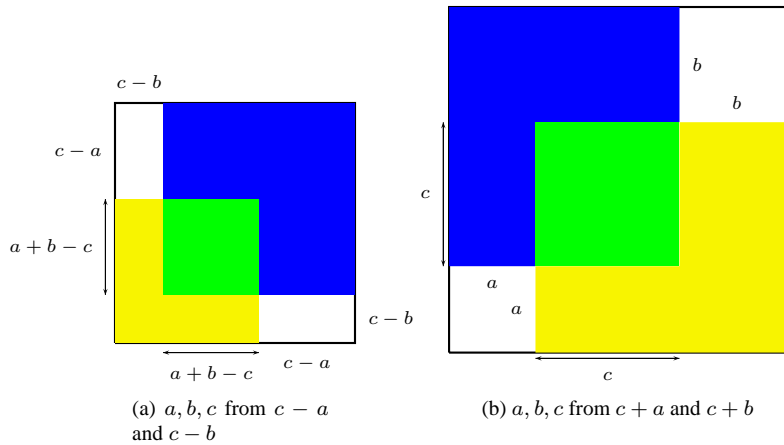 c − b
c − a
a + b − c
c − b
a + b − c
c − a
(a) a, b, c from c − a
and c − b
b
b
c
a
a
c
(b) a, b, c from c + a and c + b